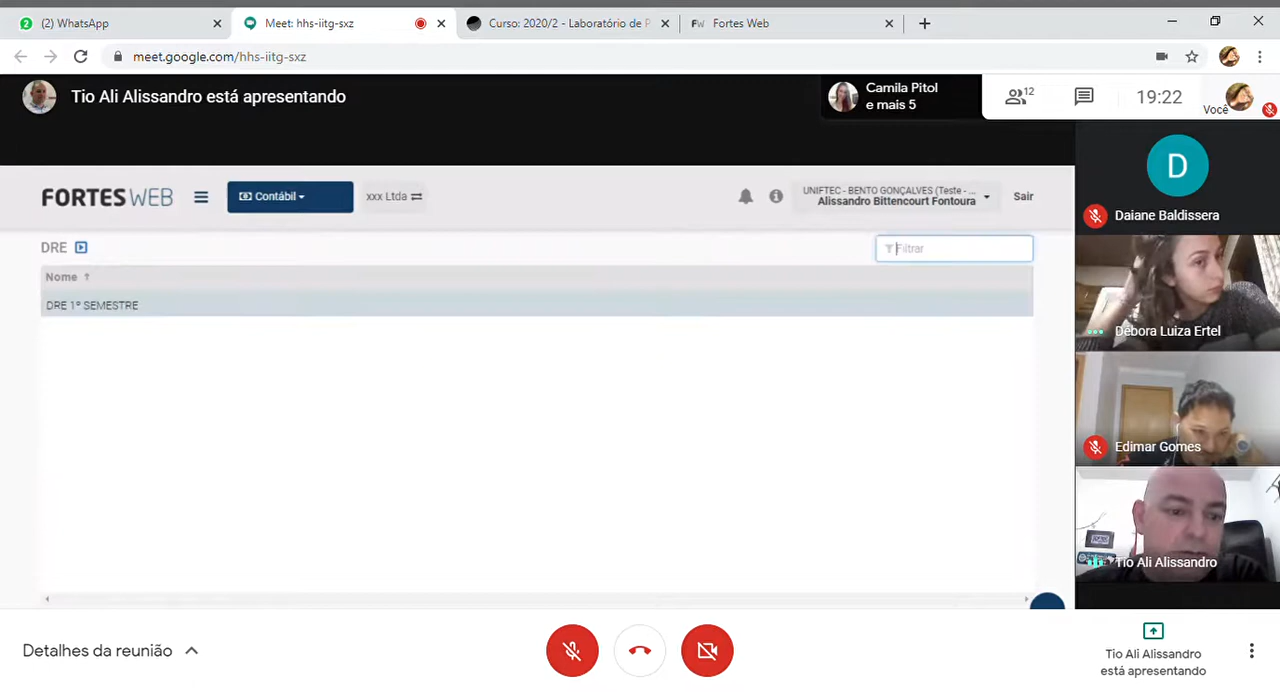 2 (2) WhatsApp
Meet: hhs-iitg-sxz
Curso: 2020/2 - Laboratório de P
FW Fortes Web
meet.google.com/hhs-iitg-sxz
Tio Ali Alissandro está apresentando
Camila Pitol
e mais 5
12
19:22
Você
FORTES WEB
Contábil
xxx Ltda
UNIFTEC - BENTO GONÇALVES (Teste - ...
Alissandro Bittencourt Fontoura
Sair
DRE
Filtrar
Nome
DRE 1º SEMESTRE
D
Daiane Baldissera
Débora Luiza Ertel
Edimar Gomes
Tio Ali Alissandro
Detalhes da reunião
Tio Ali Alissandro
está apresentando